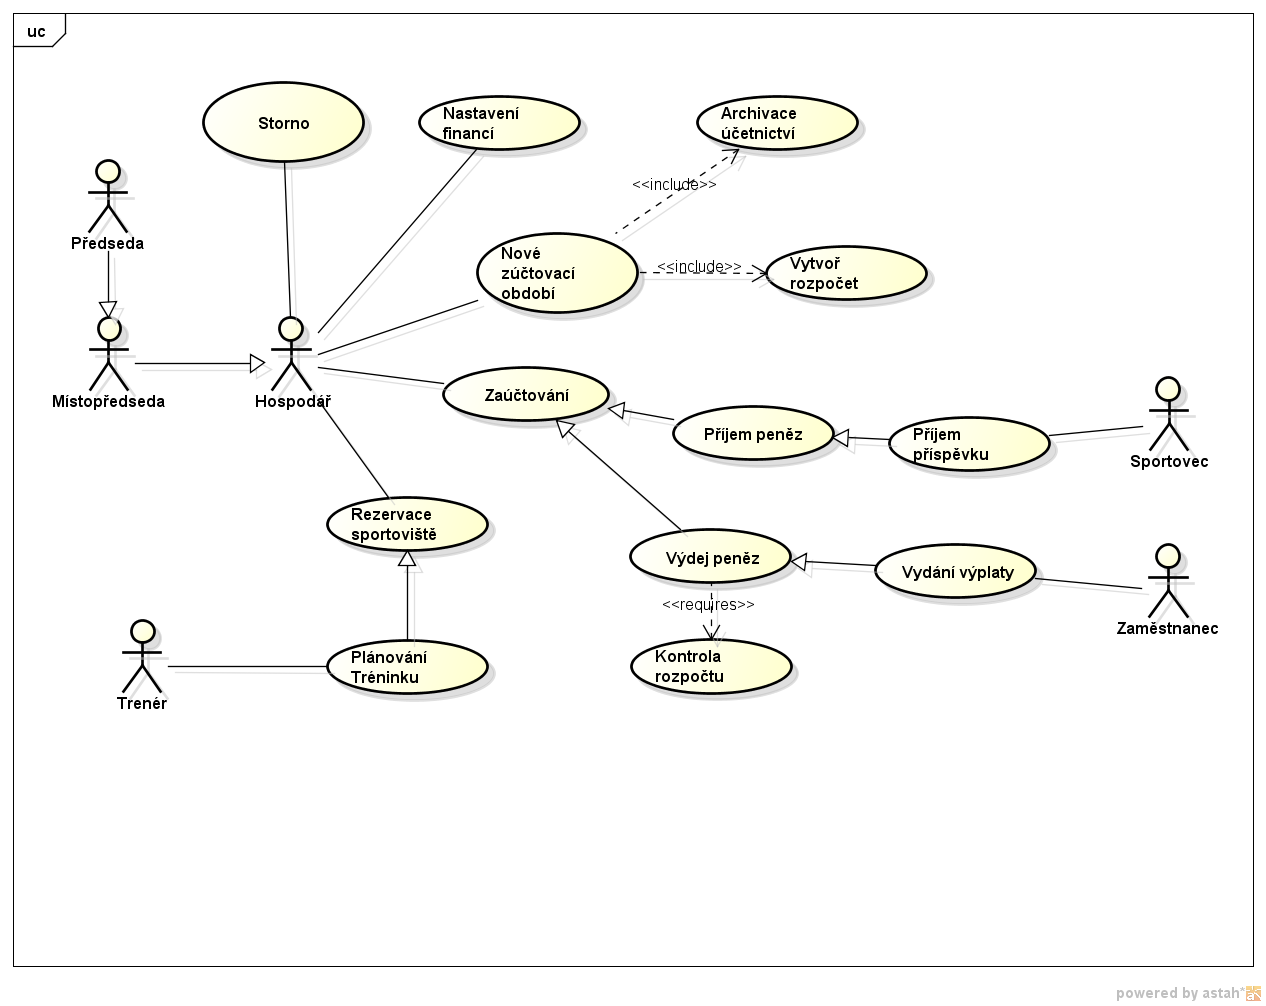 uc
Storno
Nastavení
financí
Archivace
účetnictví
<<include>>
Předseda
Nové
zúčtovací
období
<<include>>
Vytvoř
rozpočet
Místopředseda
Hospodář
Zaúčtování
Příjem peněz
Příjem
příspěvku
Sportovec
Rezervace
sportoviště
Výdej peněz
Vydání výplaty
Zaměstnanec
<<requires>>
Plánování
Tréninku
Kontrola
rozpočtu
Trenér
powered by astah*